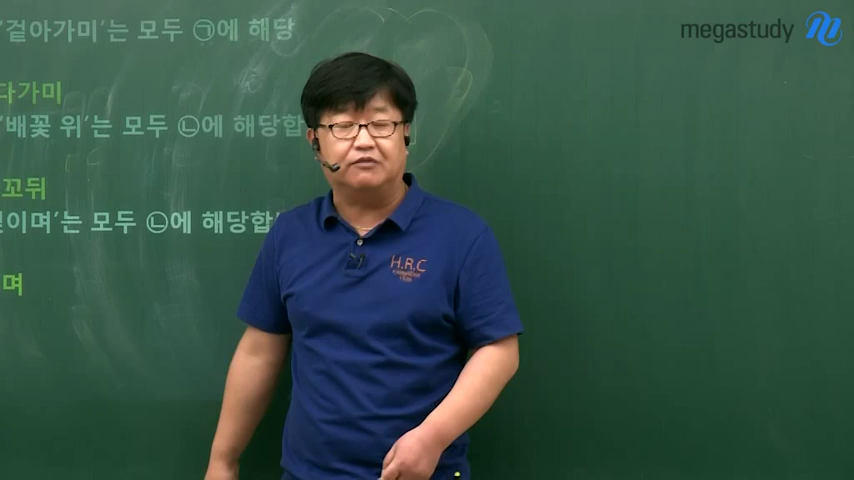 '겉아가미'는 모두 ㉠에 해당
megastudy
다가미
'배꽃 위'는 모두 ㉡에 해당합
꼬뒤
이며'는 모두 ㉡에 해당합
며
H.R.C